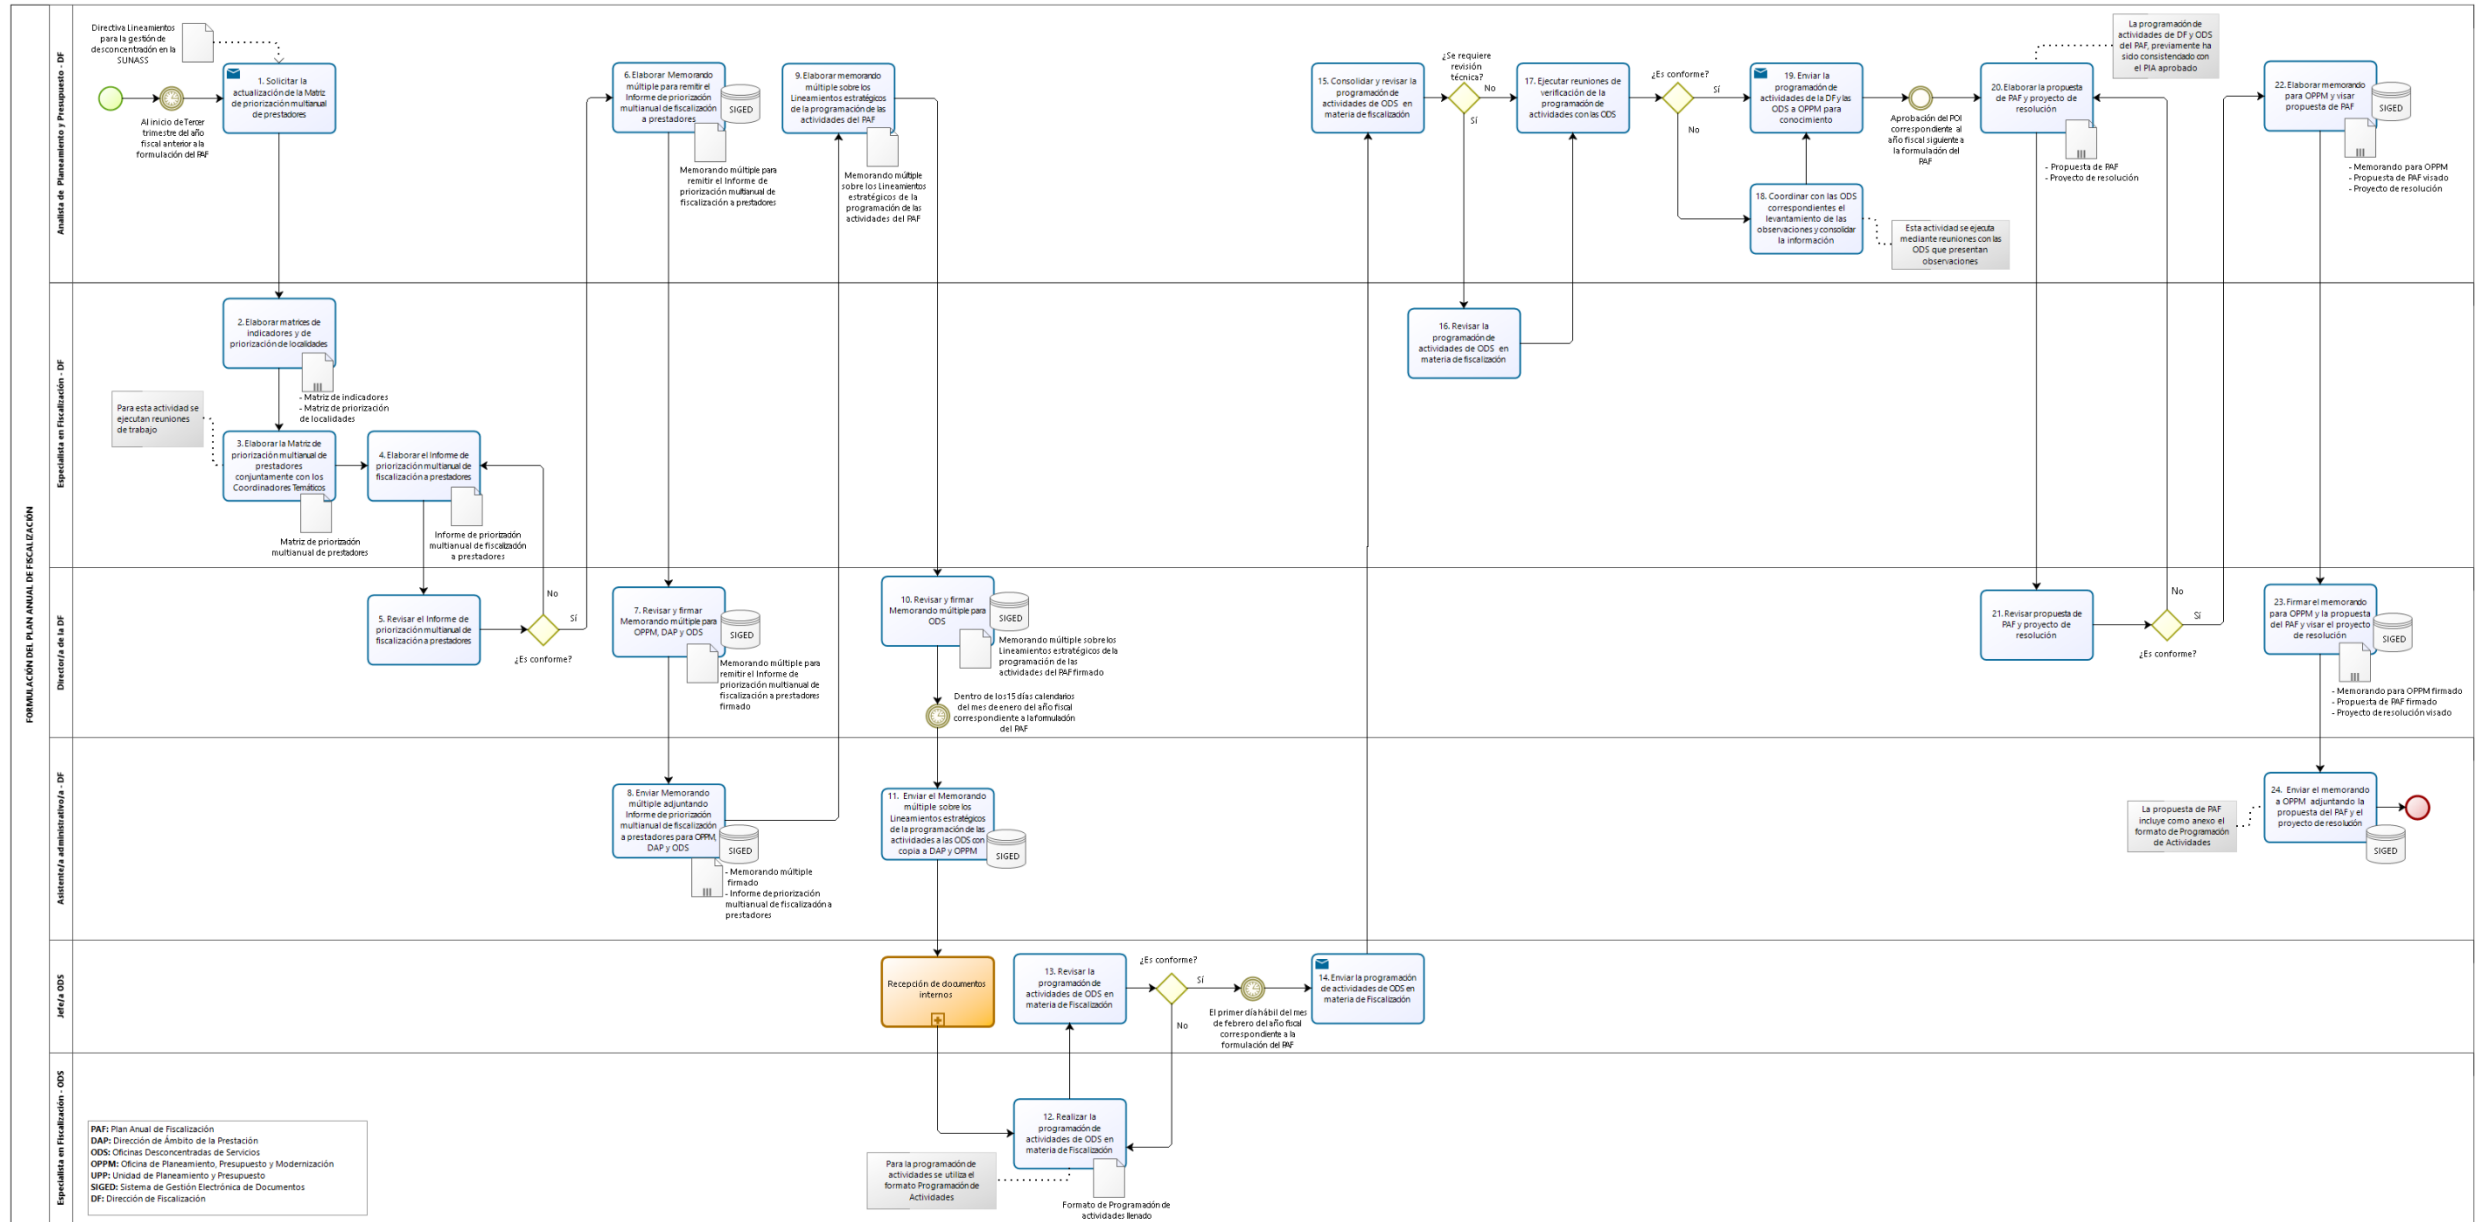 FORMULACIÓN DEL PLAN ANUAL DE FISCALIZACIÓN
Analista de Planeamiento y Presupuesto - DF
Directiva Lineamientos
para la gestión de
desconcentradón en la
SUNASS
Al inicio de Tercer
trimestre del año
fiscal anterior a la
formulación del PAF
1. Solicitar la
actualización de la Matriz
de priorización multianual
de prestadores
6. Elaborar Memorando
múltiple para remitir el
Informe de priorización
multianual de fiscalización
a prestadores
SIGED
Memorando múltiple para
remitir el Informe de
priorización multianual de
fiscalización a prestadores
9. Elaborar memorando
múltiple sobre los
Lineamientos estratégicos
de la programación de las
actividades del PAF
Memorando múltiple
sobre los Lineamientos
estratégicos de la
programación de las
actividades del PAF
15. Consolidar y revisar la
programación de
actividades de ODS en
materia de fiscalización
¿Se requiere
revisión
técnica?
No
Sí
17. Ejecutar reuniones de
verificación de la
programación de
actividades con las ODS
¿Es conforme?
Sí
No
19. Enviar la
programación de
actividades de la DF y las
ODS a OPPM para
conocimiento
18. Coordinar con las ODS
correspondientes el
levantamiento de las
observaciones y consolidar
la información
Esta actividad se ejecuta
mediante reuniones con las
ODS que presentan
observaciones
Aprobación del POI
correspondiente al
año fiscal siguiente a
la formulación del
PAF
20. Elaborar la propuesta
de PAF y proyecto de
resolución
- Propuesta de PAF
- Proyecto de resolución
La programación de
actividades de DF y ODS
del PAF, previamente ha
sido consistendado con
el PIA aprobado
22. Elaborar memorando
para OPPM y visar
propuesta de PAF
SIGED
- Memorando para OPPM
- Propuesta de PAF visado
- Proyecto de resolución
Especialista en Fiscalización - DF
2. Elaborar matrices de
indicadores y de
priorización de localidades
- Matriz de indicadores
- Matriz de priorización
de localidades
Para esta actividad se
ejecutan reuniones
de trabajo
3. Elaborar la Matriz de
priorización multianual de
prestadores
conjuntamente con los
Coordinadores Temáticos
Matriz de priorización
multianual de prestadores
4. Elaborar el Informe de
priorización multianual de
fiscalización a prestadores
Informe de priorización
multianual de fiscalización
a prestadores
16. Revisar la
programación de
actividades de ODS en
materia de fiscalización
Director/a de la DF
5. Revisar el Informe de
priorización multianual de
fiscalización a prestadores
No
Sí
¿Es conforme?
7. Revisar y firmar
Memorando múltiple para
OPPM, DAP y ODS
SIGED
Memorando múltiple para
remitir el Informe de
priorización multianual de
fiscalización a prestadores
firmado
10. Revisar y firmar
Memorando múltiple para
ODS
SIGED
Memorando múltiple sobre los
Lineamientos estratégicos de la
programación de las
actividades del PAF firmado
Dentro de los 15 días calendarios
del mes de enero del año fiscal
correspondiente a la formulación
del PAF
21. Revisar propuesta de
PAF y proyecto de
resolución
No
Sí
¿Es conforme?
23. Firmar el memorando
para OPPM y la propuesta
del PAF y visar el proyecto
de resolución
SIGED
- Memorando para OPPM firmado
- Propuesta de PAF firmado
- Proyecto de resolución visado
Asistente/a administrativo/a - DF
8. Enviar Memorando
múltiple adjuntando
Informe de priorización
multianual de fiscalización
a prestadores para OPPM,
DAP y ODS
SIGED
- Memorando múltiple
firmado
- Informe de priorización
multianual de fiscalización a
prestadores
11. Enviar el Memorando
múltiple sobre los
Lineamientos estratégicos
de la programación de las
actividades a las ODS con
copia a DAP y OPPM
SIGED
La propuesta de PAF
incluye como anexo el
formato de Programación
de Actividades
24. Enviar el memorando
a OPPM adjuntando la
propuesta del PAF y el
proyecto de resolución
SIGED
Jefe/a ODS
Recepción de documentos
internos
13. Revisar la
programación de
actividades de ODS en
materia de Fiscalización
¿Es conforme?
Sí
No
El primer día hábil del mes
de febrero del año fiscal
correspondiente a la
formulación del PAF
14. Enviar la programación
de actividades de ODS en
materia de Fiscalización
Especialista en Fiscalización - ODS
12. Realizar la
programación de
actividades de ODS en
materia de Fiscalización
Para la programación de
actividades se utiliza el
formato Programación de
Actividades
Formato de Programación de
actividades llenado
PAF: Plan Anual de Fiscalización
DAP: Dirección de Ámbito de la Prestación
ODS: Oficinas Desconcentradas de Servicios
OPPM: Oficina de Planeamiento, Presupuesto y Modernización
UPP: Unidad de Planeamiento y Presupuesto
SIGED: Sistema de Gestión Electrónica de Documentos
DF: Dirección de Fiscalización